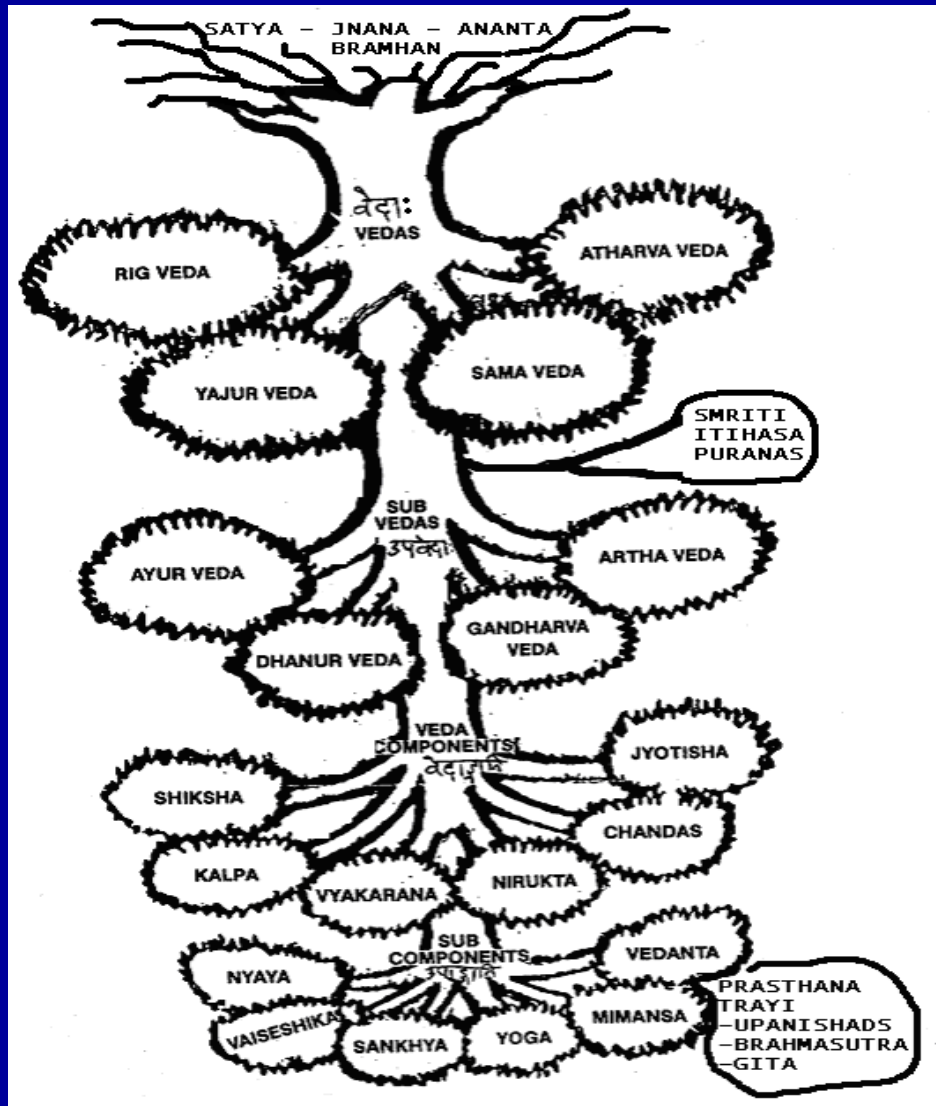 SATYA - JNANA - ANANTA
BRAMHAN
वेदाः
VEDAS
RIG VEDA
ATHARVA VEDA
YAJUR VEDA
SAMA VEDA
SMRITI
ITIHASA
PURANAS
SUB
VEDAS
उपवेदाः
AYUR VEDA
ARTHA VEDA
DHANUR VEDA
GANDHARVA
VEDA
VEDA
COMPONENTS
JYOTISHA
SHIKSHA
CHANDAS
KALPA
VYAKARANA
NIRUKTA
SUB
COMPONENTS
NYAYA
VEDANTA
VAISESHIKA
SANKHYA
YOGA
MIMANSA
PRASTHANA
TRAYI
-UPANISHADS
-BRAHMASUTRA
-GITA